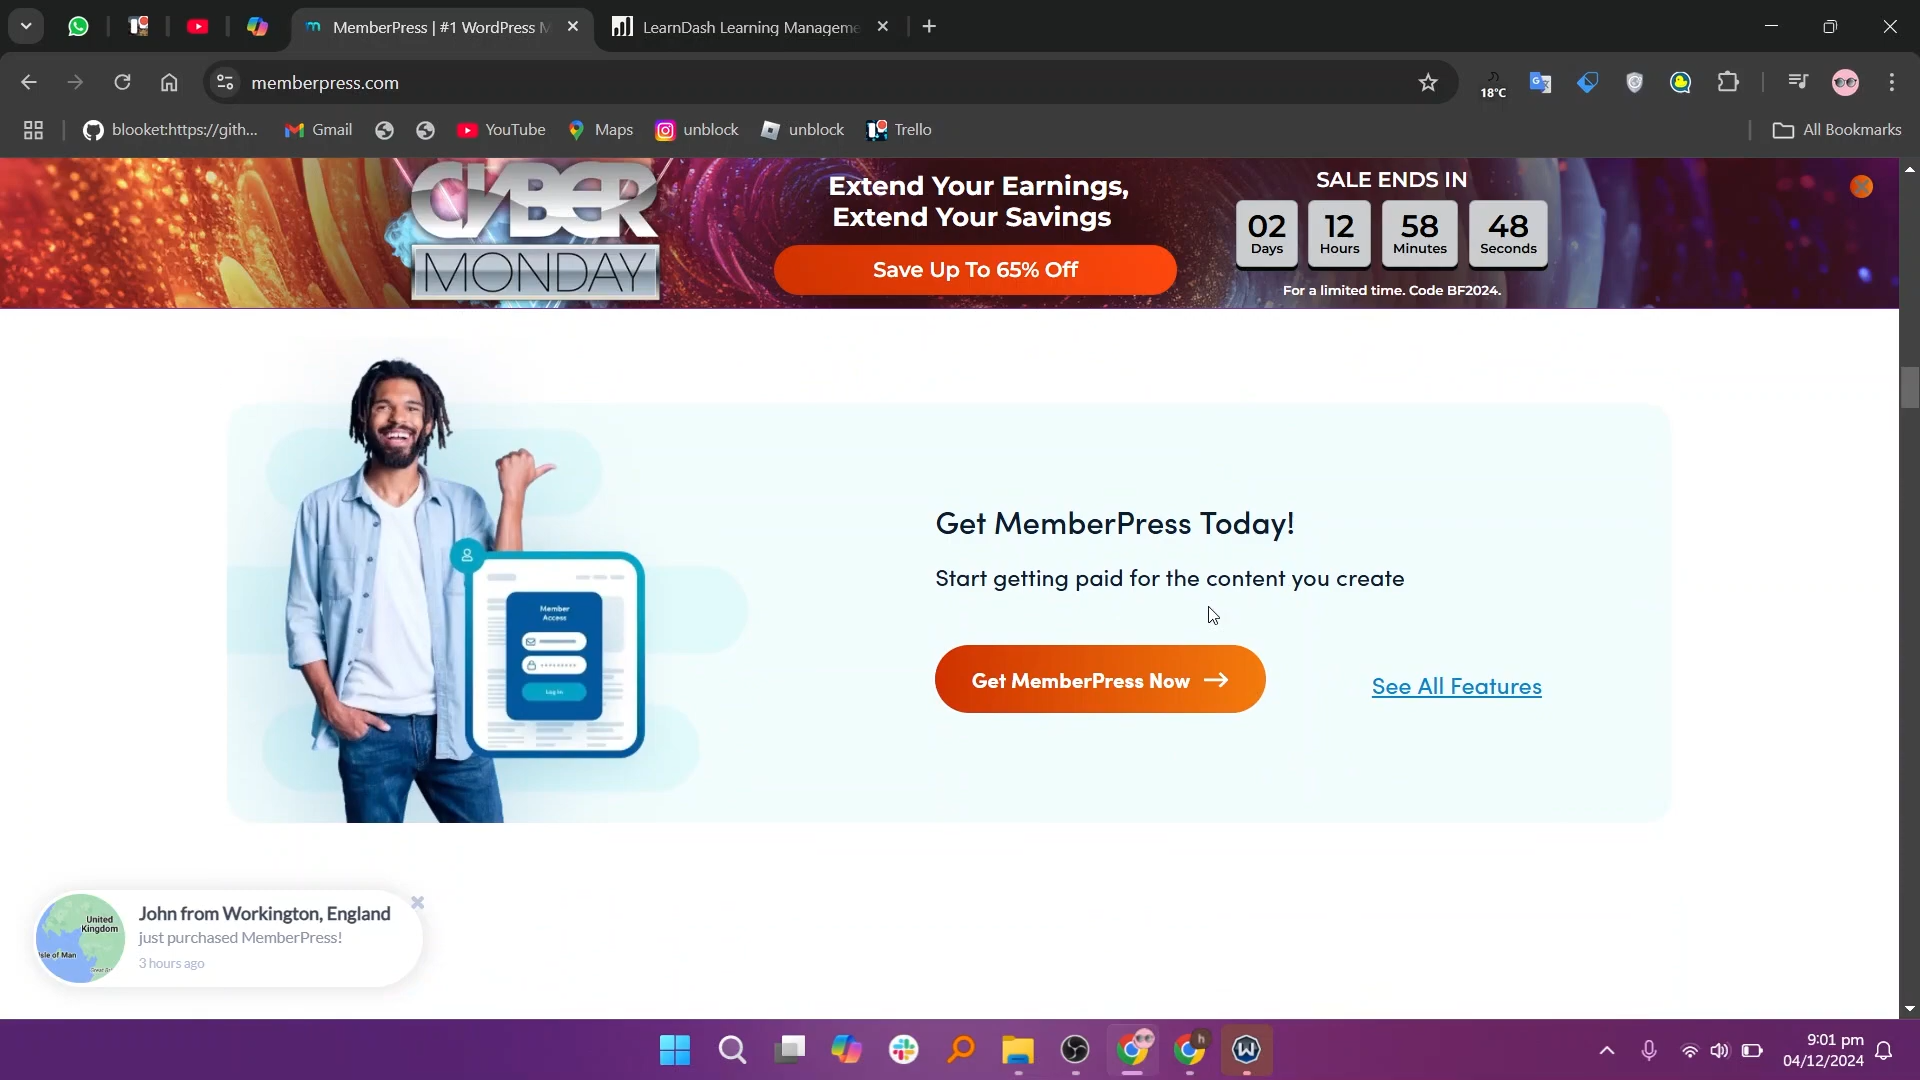 MemberPress | #1 WordPress M
LearnDash Learning Manageme
memberpress.com
18°C
blooket:https://gith...
Gmail
YouTube
Maps
unblock
unblock
Trello
All Bookmarks
CYBER
MONDAY
Extend Your Earnings,
Extend Your Savings
Save Up To 65% Off
SALE ENDS IN
02 12 58 48
Days Hours Minutes Seconds
For a limited time. Code BF2024.
Member
Access
Log In
Get MemberPress Today!
Start getting paid for the content you create
Get MemberPress Now →
See All Features
United
Kingdom
Isle of Man
John from Workington, England
just purchased MemberPress!
3 hours ago
9:01 pm
04/12/2024